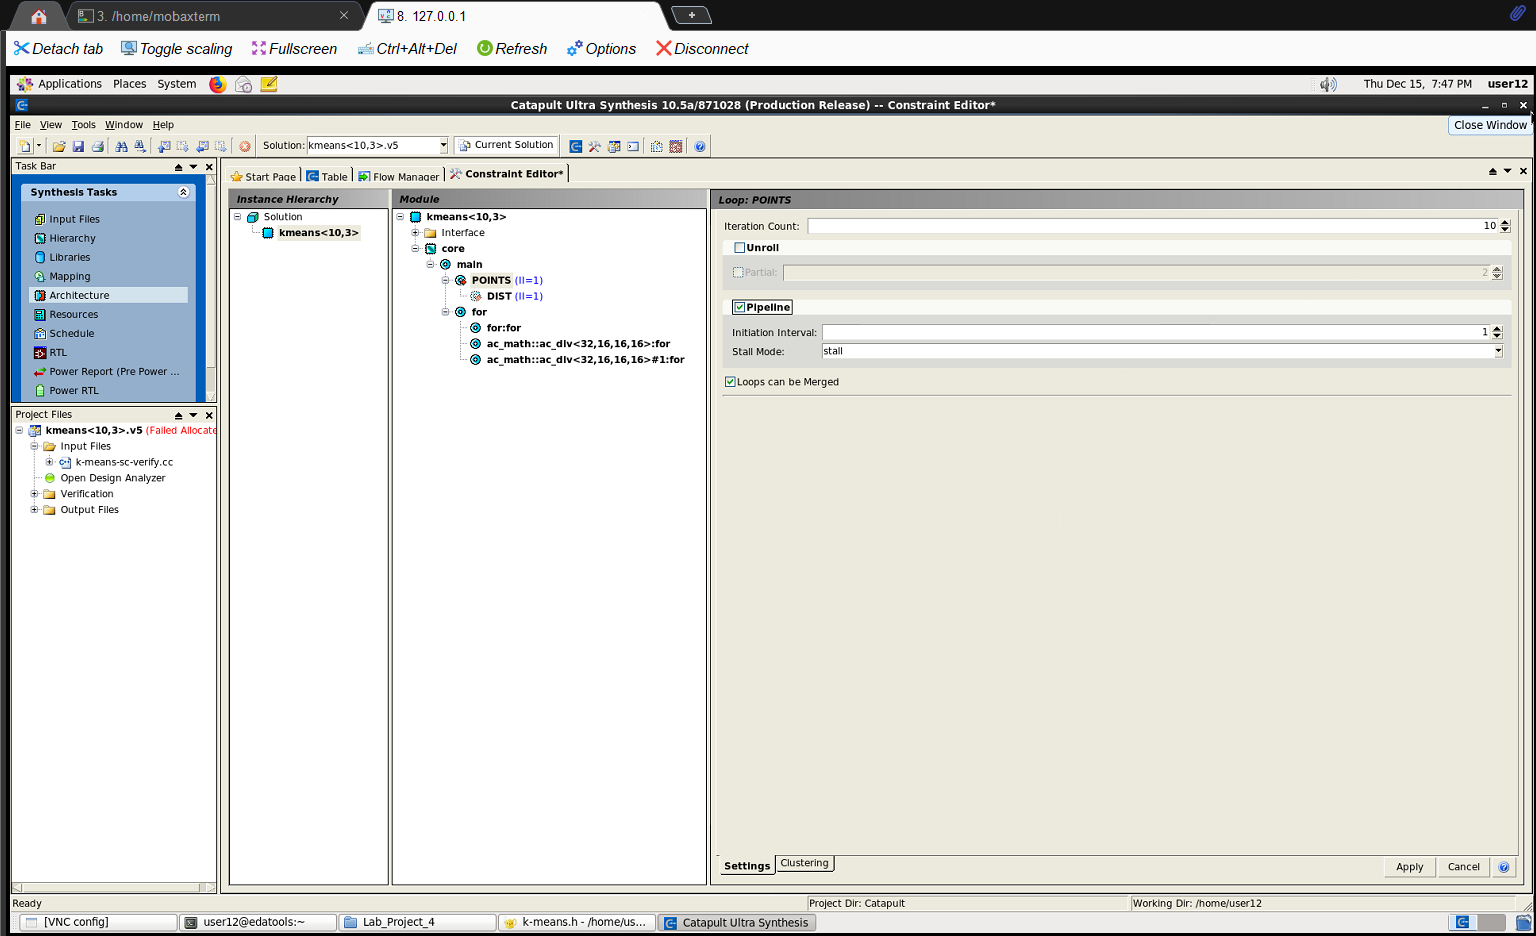 3. /home/mobaxterm
8. 127.0.0.1
Detach tab Toggle scaling Fullscreen Ctrl+Alt+Del Refresh Options Disconnect
Applications Places System Thu Dec 15, 7:47 PM user12
Catapult Ultra Synthesis 10.5a/871028 (Production Release) -- Constraint Editor*
File View Tools Window Help
Close Window
Solution: kmeans<10,3>.v5 Current Solution
Task Bar
Synthesis Tasks
Input Files
Hierarchy
Libraries
Mapping
Architecture
Resources
Schedule
RTL
Power Report (Pre Power ...
Power RTL
Project Files
kmeans<10,3>.v5 (Failed Allocate
Input Files
k-means-sc-verify.cc
Open Design Analyzer
Verification
Output Files
Start Page Table Flow Manager Constraint Editor*
Instance Hierarchy
Solution
kmeans<10,3>
Module
kmeans<10,3>
Interface
core
main
POINTS (II=1)
DIST (II=1)
for
for:for
ac_math::ac_div<32,16,16,16>:for
ac_math::ac_div<32,16,16,16>#1:for
Loop: POINTS
Iteration Count: 10
Unroll
Partial: 2
Pipeline
Initiation Interval: 1
Stall Mode: stall
Loops can be Merged
Settings Clustering
Apply Cancel
Ready Project Dir: Catapult Working Dir: /home/user12
[VNC config] user12@edatools:~ Lab_Project_4 k-means.h - /home/us... Catapult Ultra Synthesis